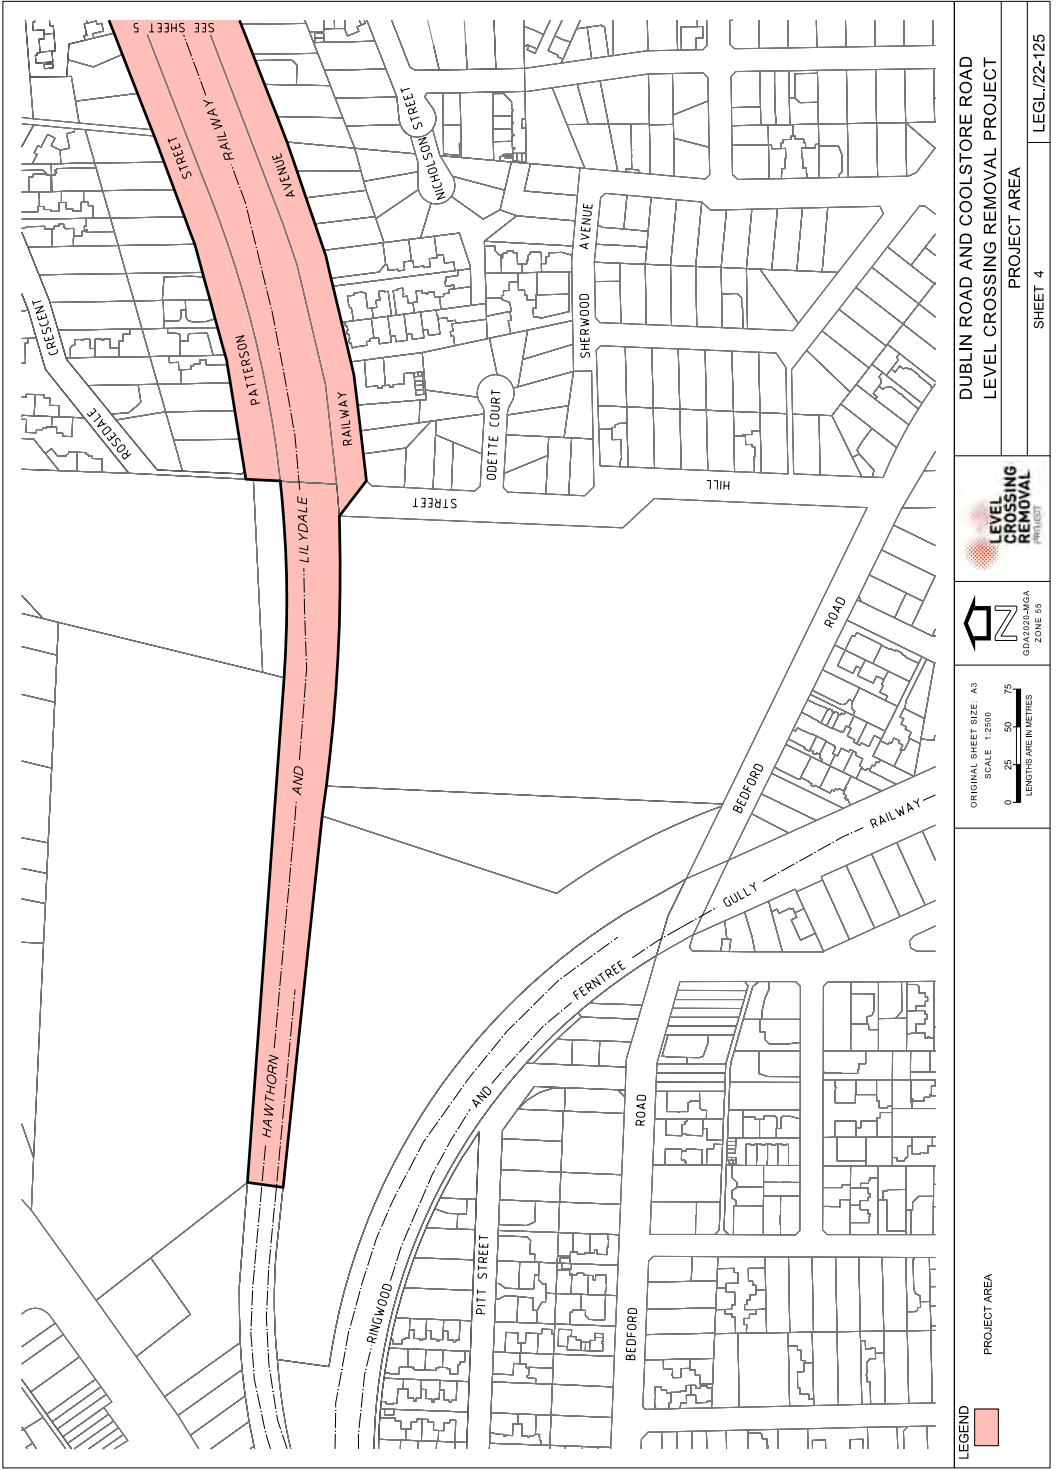 SEE SHEET 5
STREET
RAILWAY
AVENUE
NICHOLSON STREET
CRESCENT
ROSEDALE
PATTERSON
RAILWAY
LILYDALE
AND
HAWTHORN
SHERWOOD
AVENUE
ODETTE COURT
STREET
HILL
ROAD
BEDFORD
RAILWAY
GULLY
FERNTREE
AND
RINGWOOD
PITT STREET
ROAD
BEDFORD
LEGEND
PROJECT AREA
ORIGINAL SHEET SIZE: A3
SCALE 1:2500
0 25 50 75
LENGTHS ARE IN METRES
N
GDA2020-MGA
ZONE 55
LEVEL
CROSSING
REMOVAL
PROJECT
DUBLIN ROAD AND COOLSTORE ROAD
LEVEL CROSSING REMOVAL PROJECT
PROJECT AREA
SHEET 4
LEGL./22-125